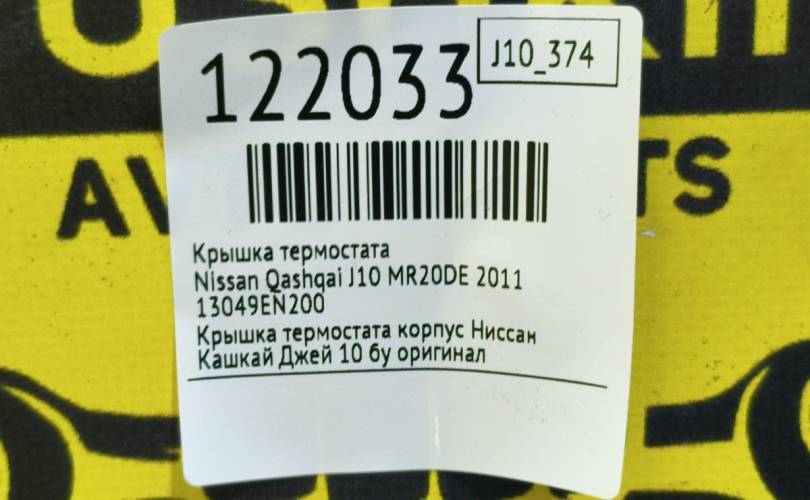 122033
J10_374
Крышка термостата
Nissan Qashqai J10 MR20DE 2011
13049EN200
Крышка термостата корпус Ниссан
Кашкай Джей 10 бу оригинал